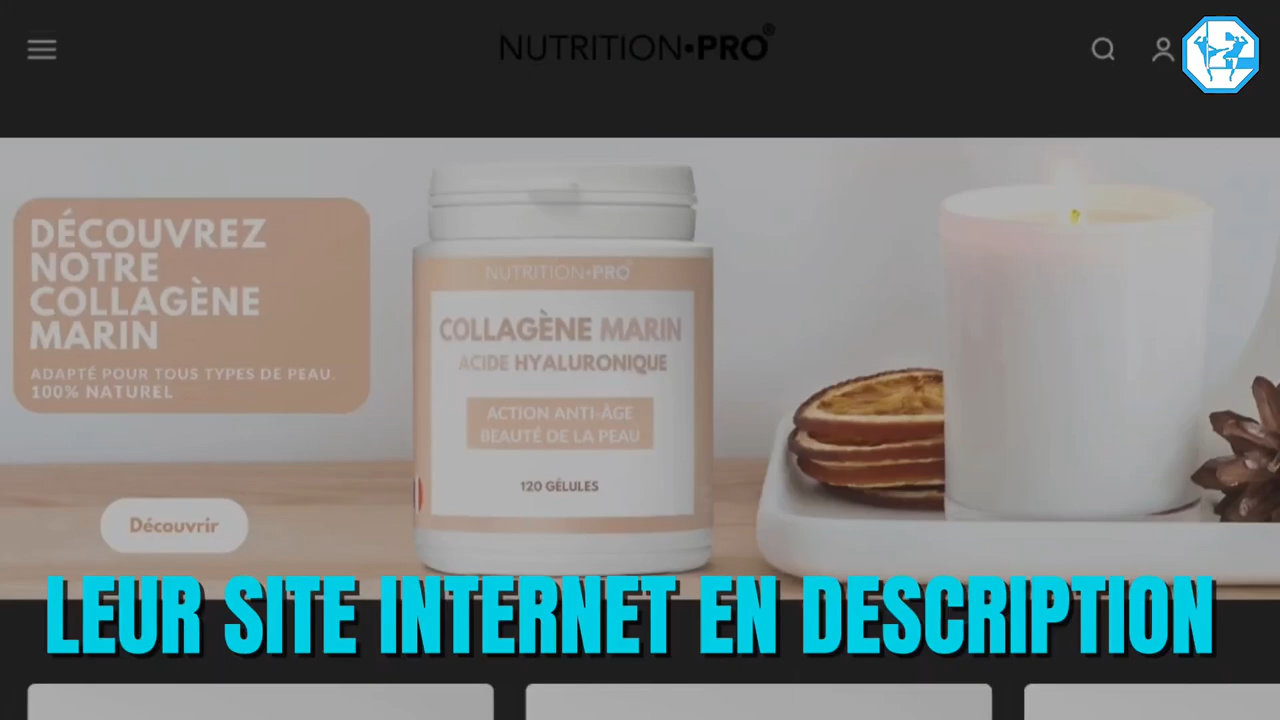 NUTRITION•PRO®
DÉCOUVREZ
NOTRE
COLLAGÈNE
MARIN
ADAPTÉ POUR TOUS TYPES DE PEAU.
100% NATUREL
Découvrir
NUTRITION•PRO
COLLAGÈNE MARIN
ACIDE HYALURONIQUE
ACTION ANTI-ÂGE
BEAUTÉ DE LA PEAU
120 GÉLULES
LEUR SITE INTERNET EN DESCRIPTION